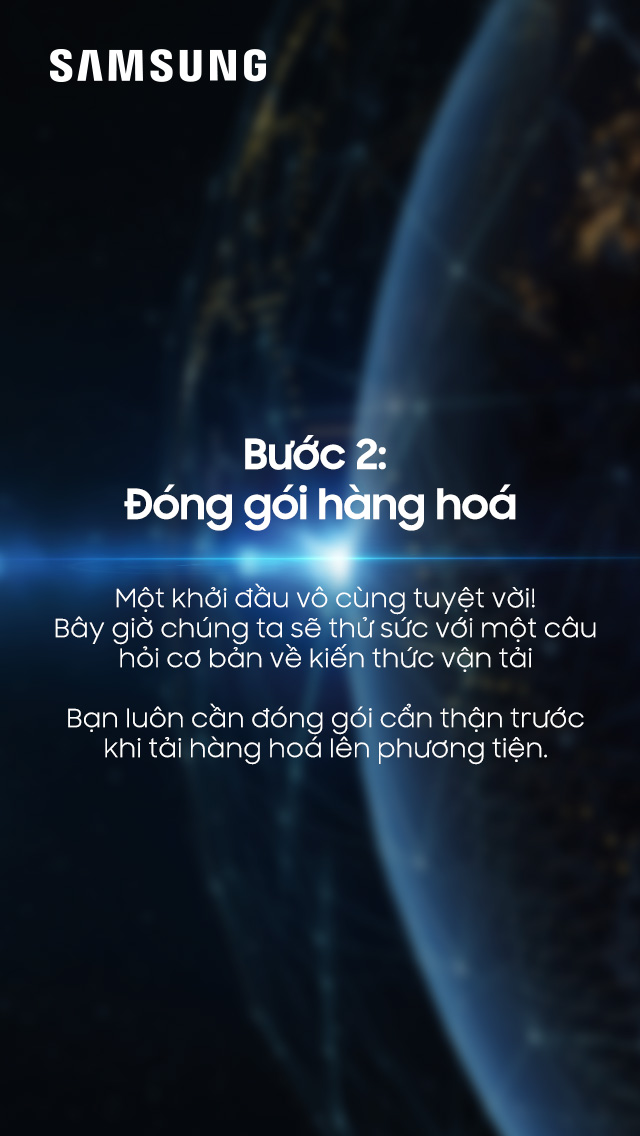 SAMSUNG
Bước 2:
Đóng gói hàng hoá
Một khởi đầu vô cùng tuyệt vời!
Bây giờ chúng ta sẽ thử sức với một câu
hỏi cơ bản về kiến thức vận tải
Bạn luôn cần đóng gói cẩn thận trước
khi tải hàng hoá lên phương tiện.